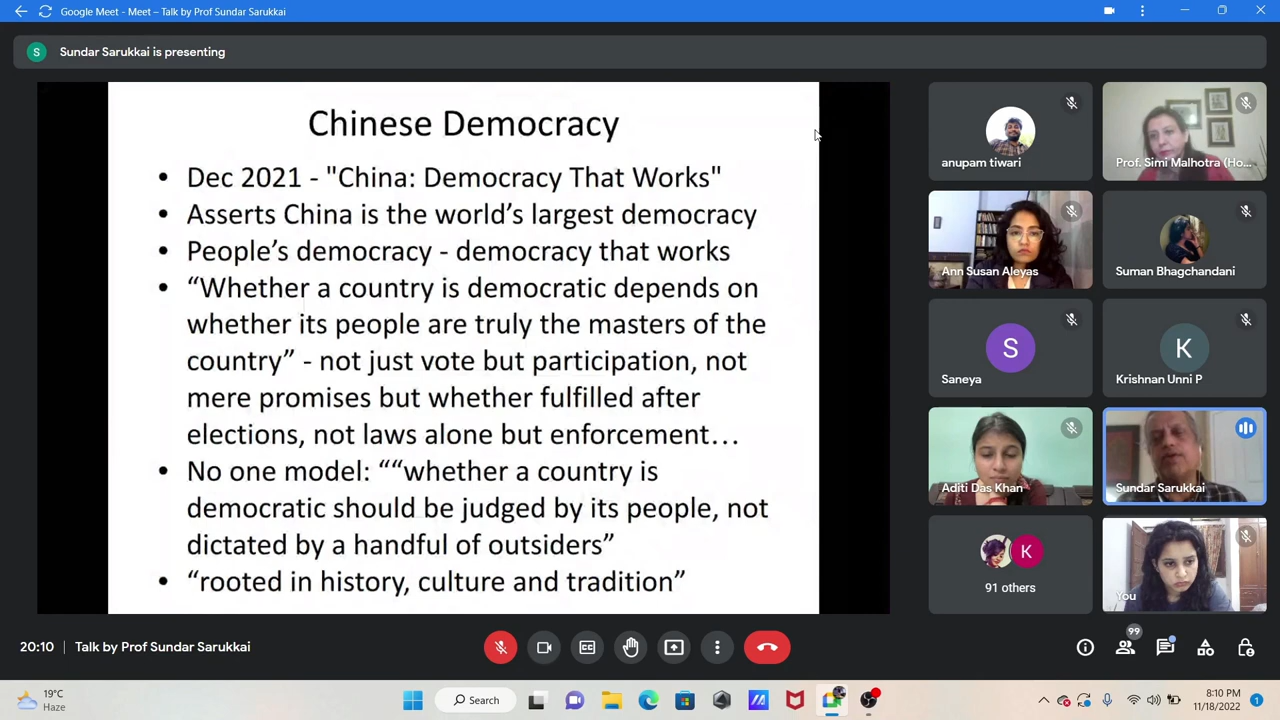 Google Meet - Meet – Talk by Prof Sundar Sarukkai
S
Sundar Sarukkai is presenting
Chinese Democracy
• Dec 2021 - "China: Democracy That Works"
• Asserts China is the world’s largest democracy
• People’s democracy - democracy that works
• “Whether a country is democratic depends on
whether its people are truly the masters of the
country” - not just vote but participation, not
mere promises but whether fulfilled after
elections, not laws alone but enforcement…
• No one model: ““whether a country is
democratic should be judged by its people, not
dictated by a handful of outsiders”
• “rooted in history, culture and tradition”
anupam tiwari
Prof. Simi Malhotra (Ho...
Ann Susan Aleyas
Suman Bhagchandani
S
Saneya
K
Krishnan Unni P
Aditi Das Khan
Sundar Sarukkai
K
91 others
You
20:10 | Talk by Prof Sundar Sarukkai
99
19°C
Haze
Search
8:10 PM
11/18/2022
1